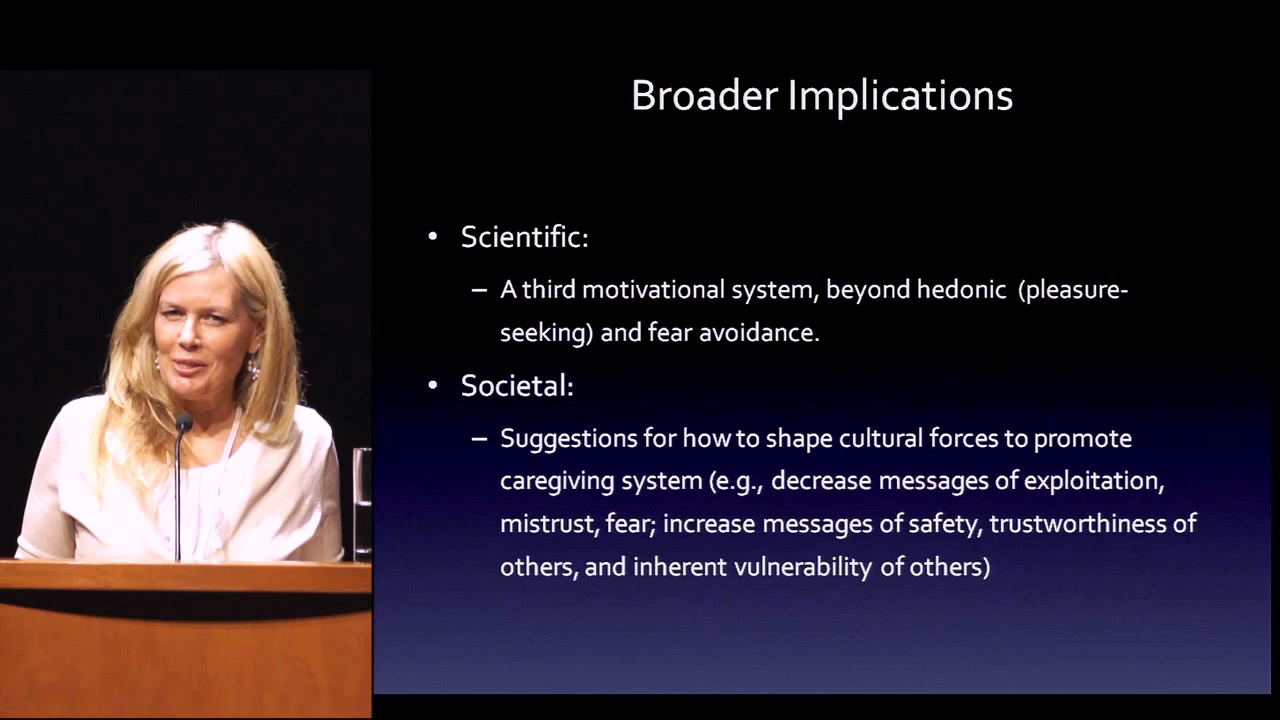 Broader Implications
• Scientific:
– A third motivational system, beyond hedonic (pleasure-
seeking) and fear avoidance.
• Societal:
– Suggestions for how to shape cultural forces to promote
caregiving system (e.g., decrease messages of exploitation,
mistrust, fear; increase messages of safety, trustworthiness of
others, and inherent vulnerability of others)